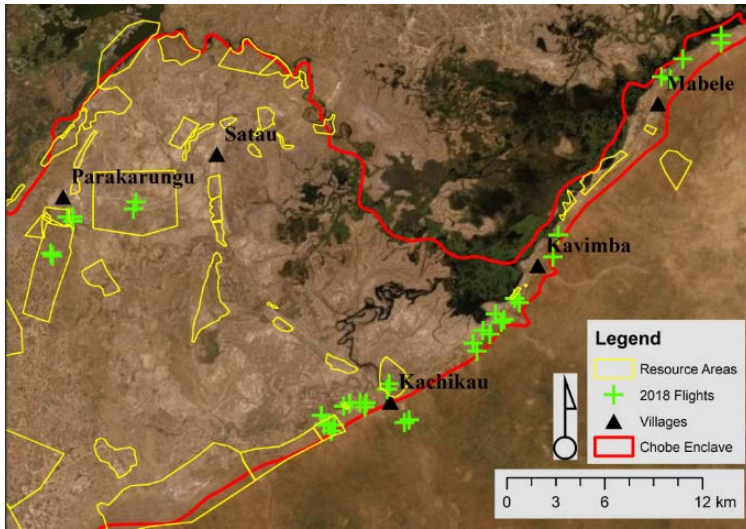 Mabele
Satau
Parakarungu
Kavimba
Kachikau
Legend
Resource Areas
2018 Flights
Villages
Chobe Enclave
0 3 6 12 km